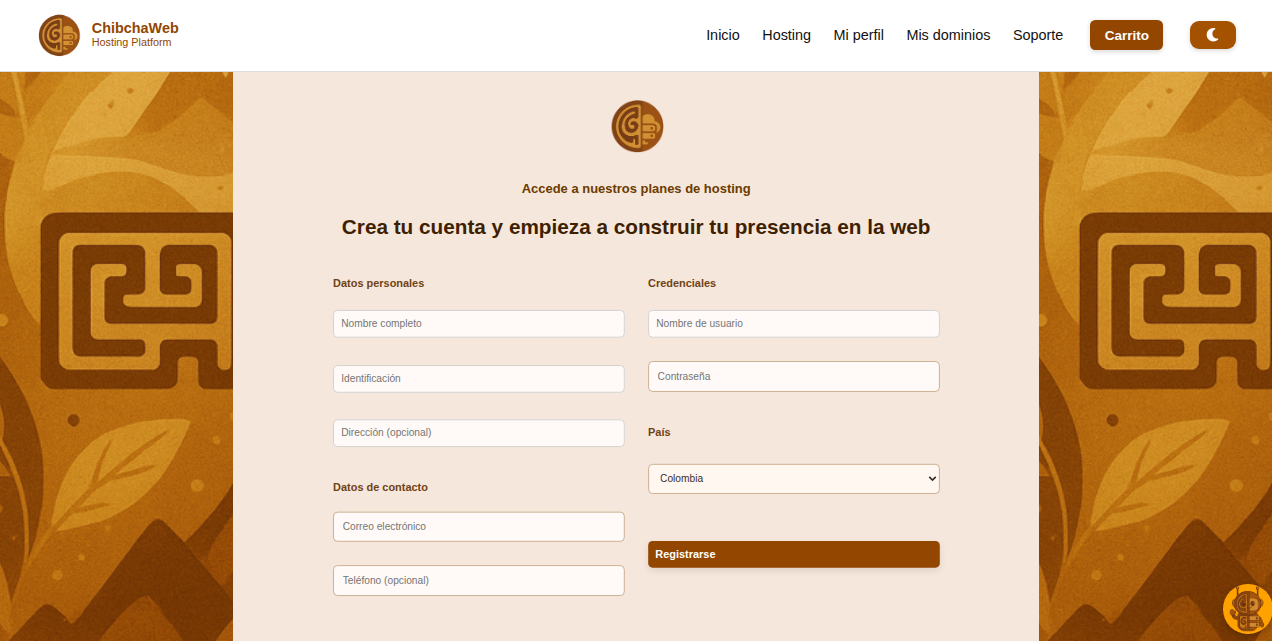 ChibchaWeb
Hosting Platform
Inicio
Hosting
Mi perfil
Mis dominios
Soporte
Carrito
Accede a nuestros planes de hosting
Crea tu cuenta y empieza a construir tu presencia en la web
Datos personales
Nombre completo
Identificación
Dirección (opcional)
Datos de contacto
Correo electrónico
Teléfono (opcional)
Credenciales
Nombre de usuario
Contraseña
País
Colombia
Registrarse